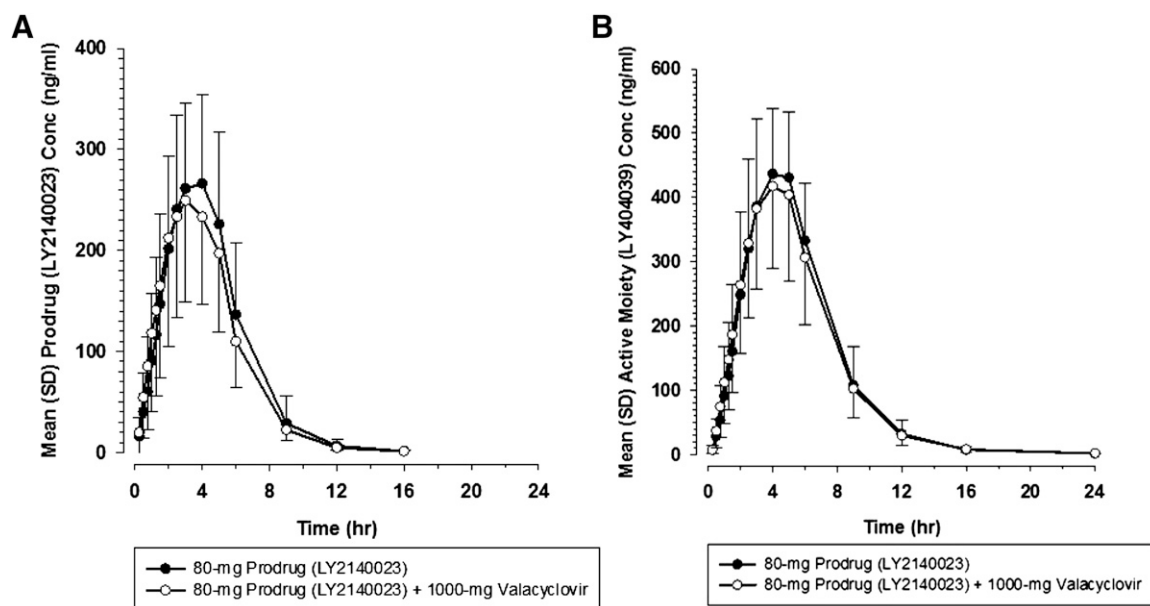 A
Mean (SD) Prodrug (LY2140023) Conc (ng/ml)
400
300
200
100
0
0 4 8 12 16 20 24
Time (hr)
80-mg Prodrug (LY2140023)
80-mg Prodrug (LY2140023) + 1000-mg Valacyclovir
B
Mean (SD) Active Moiety (LY404039) Conc (ng/ml)
600
500
400
300
200
100
0
0 4 8 12 16 20 24
Time (hr)
80-mg Prodrug (LY2140023)
80-mg Prodrug (LY2140023) + 1000-mg Valacyclovir